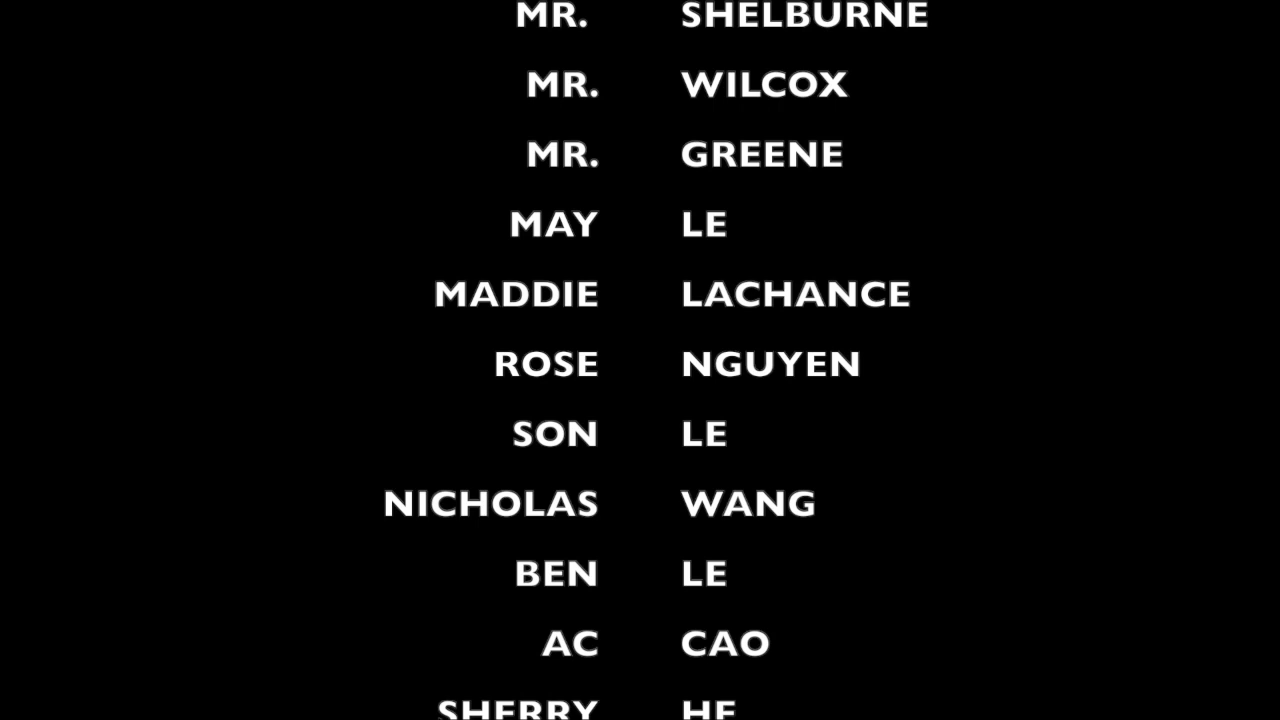 MR. SHELBURNE
MR. WILCOX
MR. GREENE
MAY LE
MADDIE LACHANCE
ROSE NGUYEN
SON LE
NICHOLAS WANG
BEN LE
AC CAO
SHERRY HE